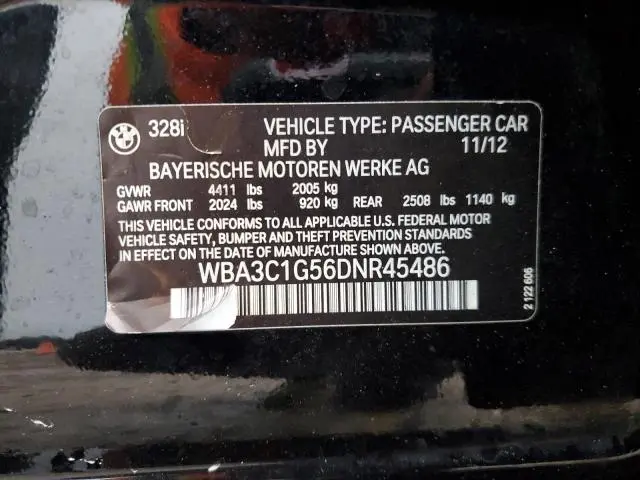 328i VEHICLE TYPE: PASSENGER CAR
MFD BY 11/12
BAYERISCHE MOTOREN WERKE AG
GVWR 4411 lbs 2005 kg
GAWR FRONT 2024 lbs 920 kg REAR 2508 lbs 1140 kg
THIS VEHICLE CONFORMS TO ALL APPLICABLE U.S. FEDERAL MOTOR
VEHICLE SAFETY, BUMPER AND THEFT PREVENTION STANDARDS
IN EFFECT ON THE DATE OF MANUFACTURE SHOWN ABOVE.
WBA3C1G56DNR45486
2 122 606